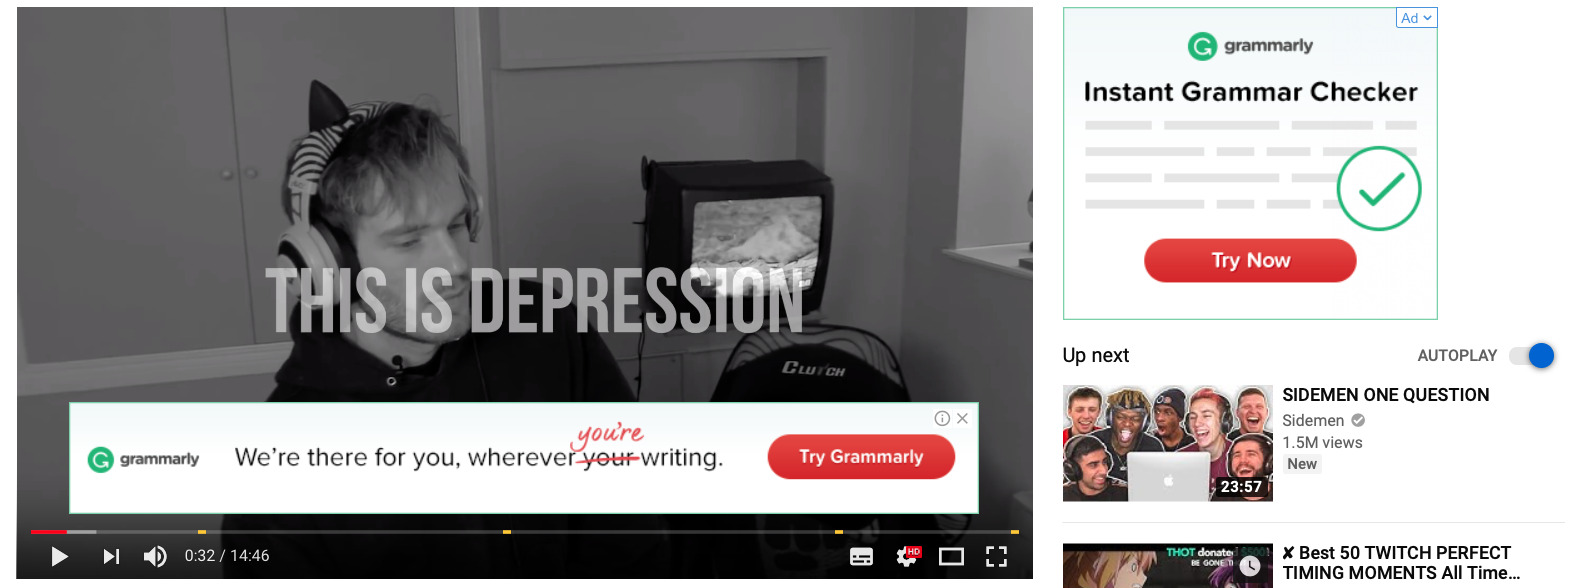 THIS IS DEPRESSION
CLUTCH
grammarly
you're
We're there for you, wherever your writing.
Try Grammarly
0:32 / 14:46
HD
Ad
grammarly
Instant Grammar Checker
Try Now
Up next
AUTOPLAY
SIDEMEN ONE QUESTION
Sidemen
1.5M views
New
23:57
THOT donated $500!
BE GONE
✘ Best 50 TWITCH PERFECT
TIMING MOMENTS All Time...